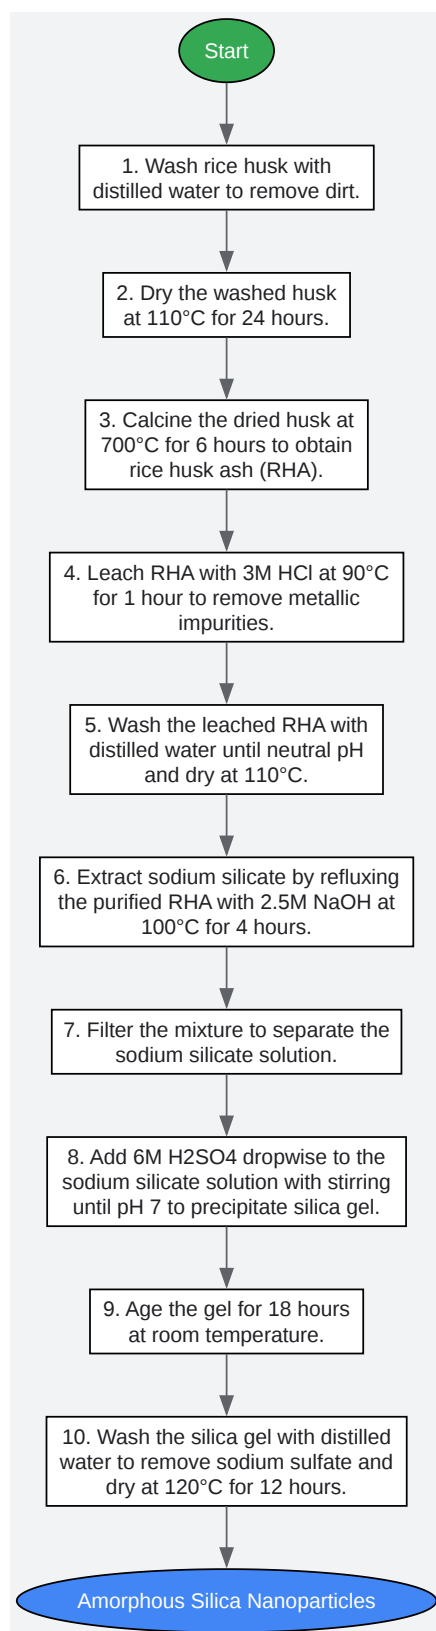 Start
1. Wash rice husk with
distilled water to remove dirt.
2. Dry the washed husk
at 110°C for 24 hours.
3. Calcine the dried husk at
700°C for 6 hours to obtain
rice husk ash (RHA).
4. Leach RHA with 3M HCl at 90°C
for 1 hour to remove metallic
impurities.
5. Wash the leached RHA with
distilled water until neutral pH
and dry at 110°C.
6. Extract sodium silicate by refluxing
the purified RHA with 2.5M NaOH at
100°C for 4 hours.
7. Filter the mixture to separate the
sodium silicate solution.
8. Add 6M H2SO4 dropwise to the
sodium silicate solution with stirring
until pH 7 to precipitate silica gel.
9. Age the gel for 18 hours
at room temperature.
10. Wash the silica gel with distilled
water to remove sodium sulfate and
dry at 120°C for 12 hours.
Amorphous Silica Nanoparticles